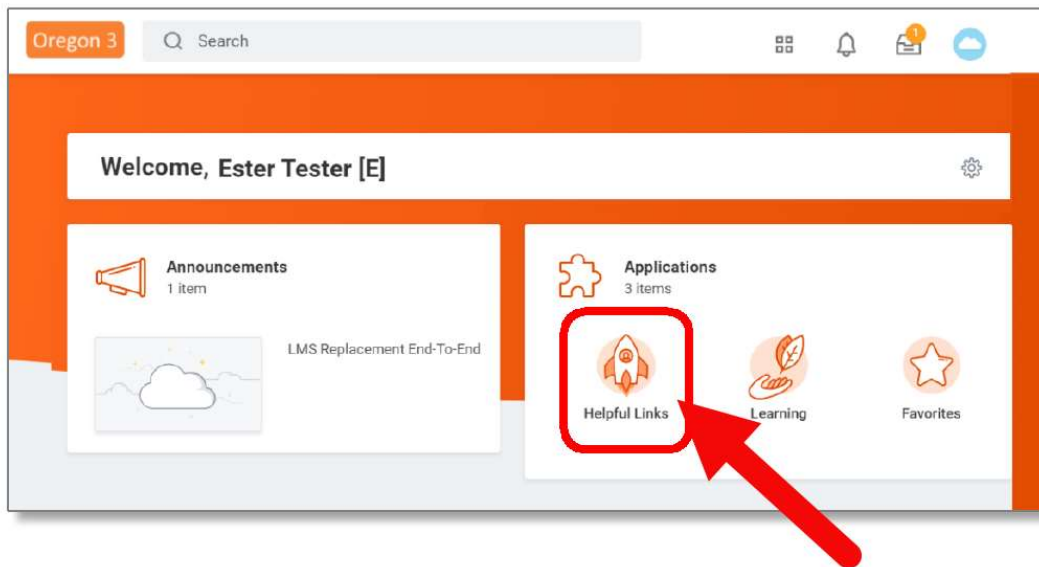 Oregon 3
Search
1
Welcome, Ester Tester [E]
Announcements
1 item
LMS Replacement End-To-End
Applications
3 items
Helpful Links
Learning
Favorites